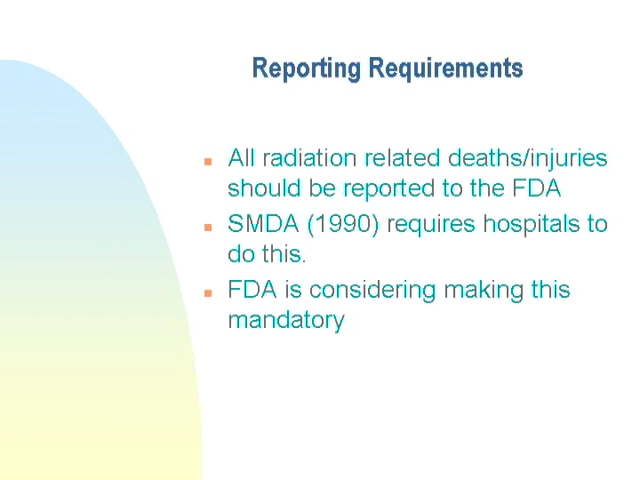 Reporting Requirements
All radiation related deaths/injuries
should be reported to the FDA
SMDA (1990) requires hospitals to
do this.
FDA is considering making this
mandatory